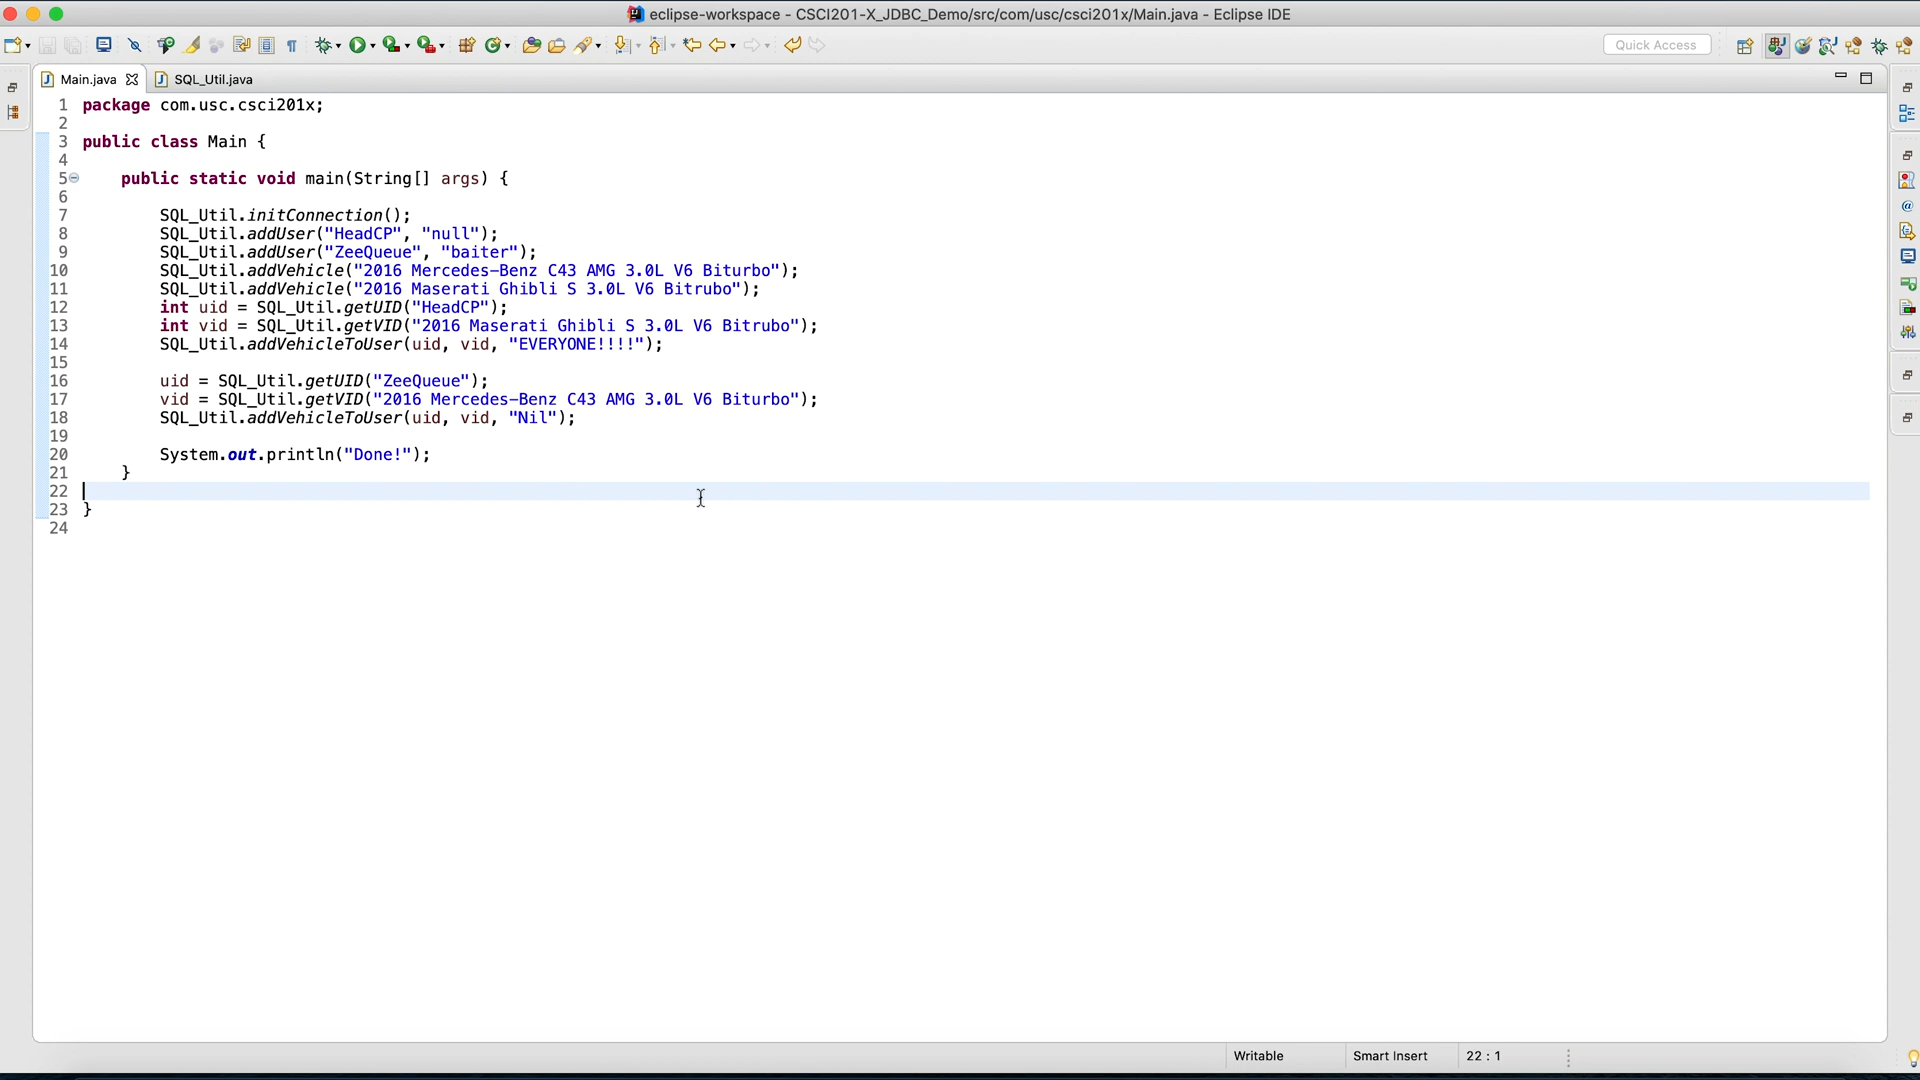 eclipse-workspace - CSCI201-X_JDBC_Demo/src/com/usc/csci201x/Main.java - Eclipse IDE
Quick Access
Main.java
SQL_Util.java
1 package com.usc.csci201x;
2
3 public class Main {
4
5 public static void main(String[] args) {
6
7 SQL_Util.initConnection();
8 SQL_Util.addUser("HeadCP", "null");
9 SQL_Util.addUser("ZeeQueue", "baiter");
10 SQL_Util.addVehicle("2016 Mercedes-Benz C43 AMG 3.0L V6 Biturbo");
11 SQL_Util.addVehicle("2016 Maserati Ghibli S 3.0L V6 Bitrubo");
12 int uid = SQL_Util.getUID("HeadCP");
13 int vid = SQL_Util.getVID("2016 Maserati Ghibli S 3.0L V6 Bitrubo");
14 SQL_Util.addVehicleToUser(uid, vid, "EVERYONE!!!!");
15
16 uid = SQL_Util.getUID("ZeeQueue");
17 vid = SQL_Util.getVID("2016 Mercedes-Benz C43 AMG 3.0L V6 Biturbo");
18 SQL_Util.addVehicleToUser(uid, vid, "Nil");
19
20 System.out.println("Done!");
21 }
22
23 }
24
Writable
Smart Insert
22 : 1